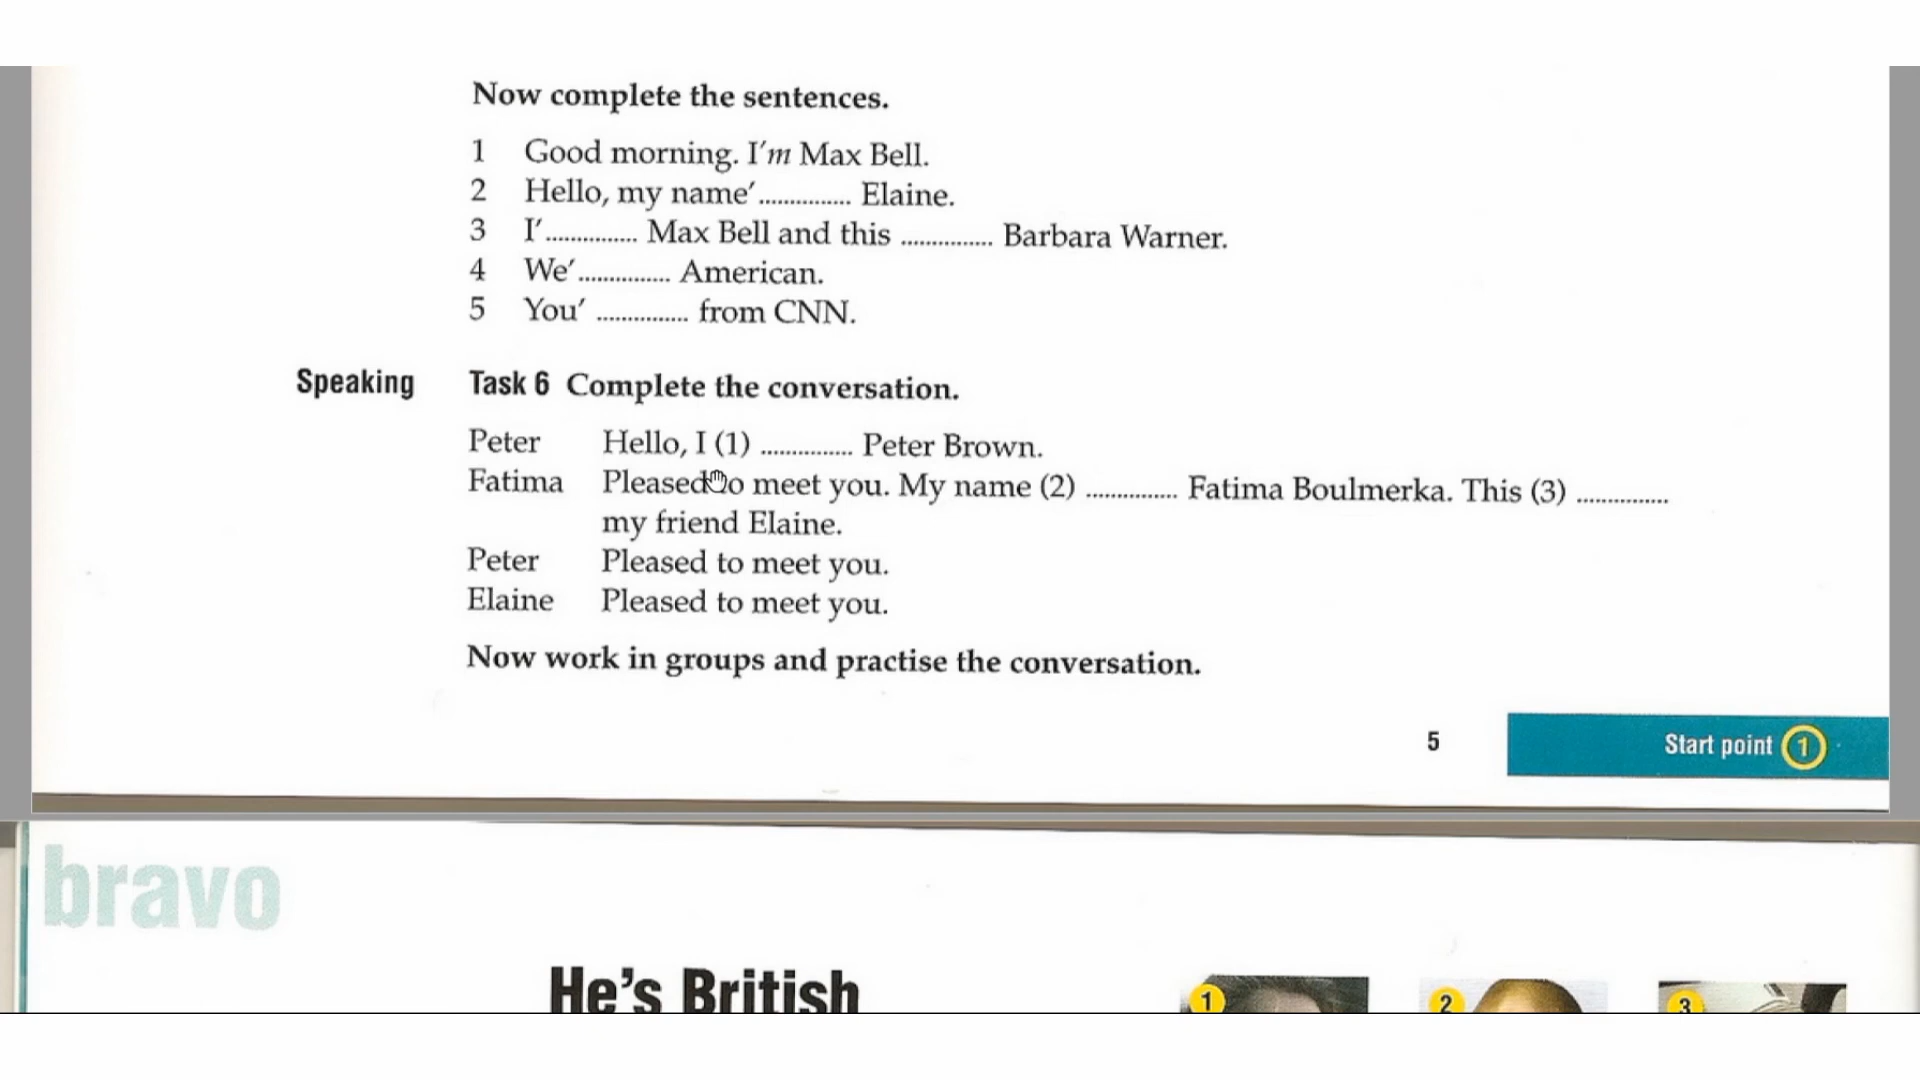 Now complete the sentences.
1 Good morning. I'm Max Bell.
2 Hello, my name'............... Elaine.
3 I'............... Max Bell and this ............... Barbara Warner.
4 We'............... American.
5 You' ............... from CNN.
Speaking Task 6 Complete the conversation.
Peter Hello, I (1) ............... Peter Brown.
Fatima Pleased to meet you. My name (2) ............... Fatima Boulmerka. This (3) ...............
my friend Elaine.
Peter Pleased to meet you.
Elaine Pleased to meet you.
Now work in groups and practise the conversation.
5 Start point 1
bravo
He's British
1 2 3